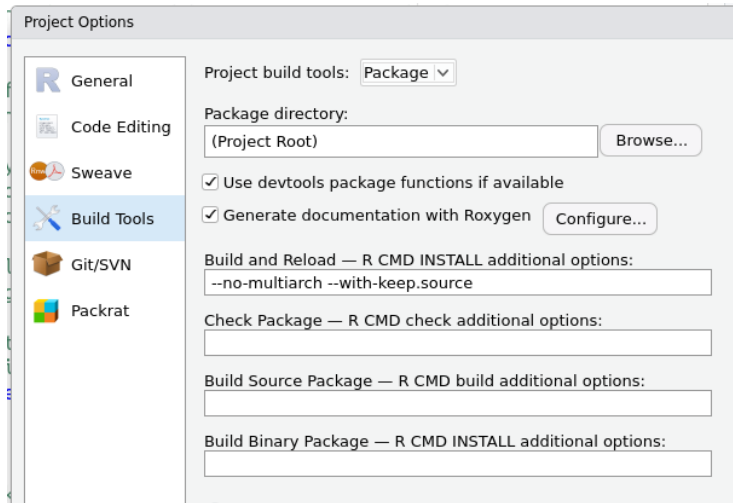 Project Options
General
Code Editing
Sweave
Build Tools
Git/SVN
Packrat
Project build tools: Package
Package directory:
(Project Root)
Browse...
Use devtools package functions if available
Generate documentation with Roxygen
Configure...
Build and Reload — R CMD INSTALL additional options:
--no-multiarch --with-keep.source
Check Package — R CMD check additional options:
Build Source Package — R CMD build additional options:
Build Binary Package — R CMD INSTALL additional options: